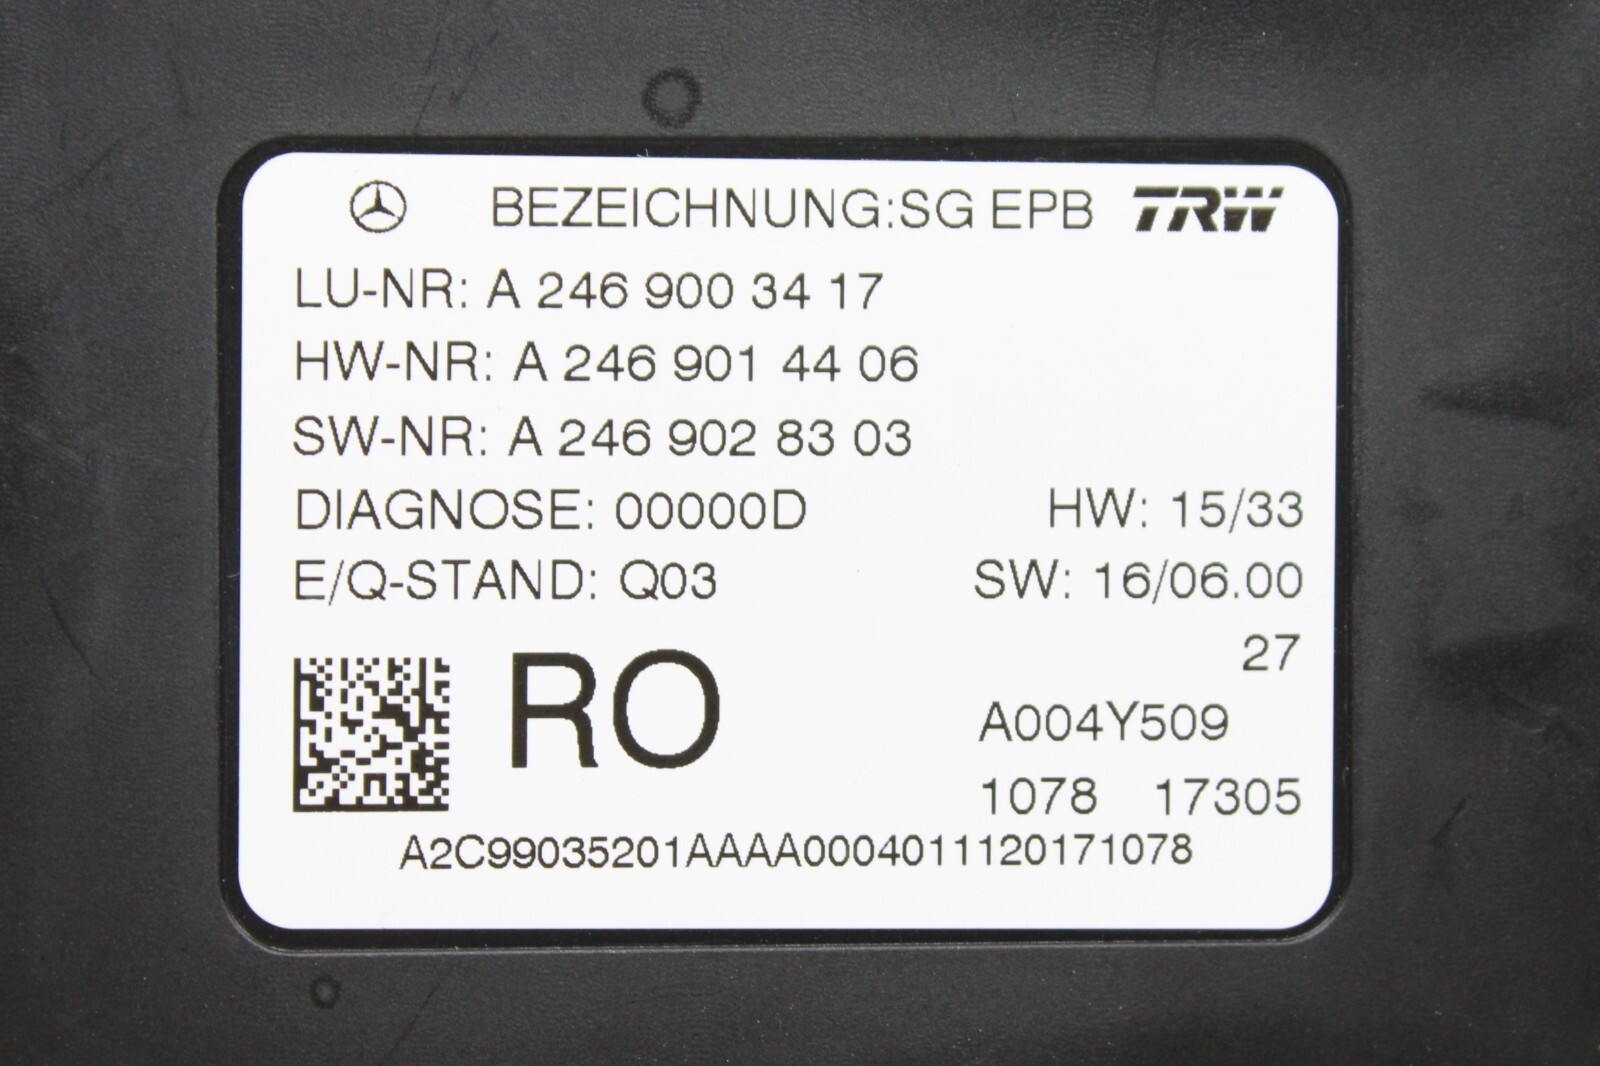 BEZEICHNUNG:SG EPB TRW
LU-NR: A 246 900 34 17
HW-NR: A 246 901 44 06
SW-NR: A 246 902 83 03
DIAGNOSE: 00000D HW: 15/33
E/Q-STAND: Q03 SW: 16/06.00
27
RO A004Y509
1078 17305
A2C99035201AAAA0004011120171078